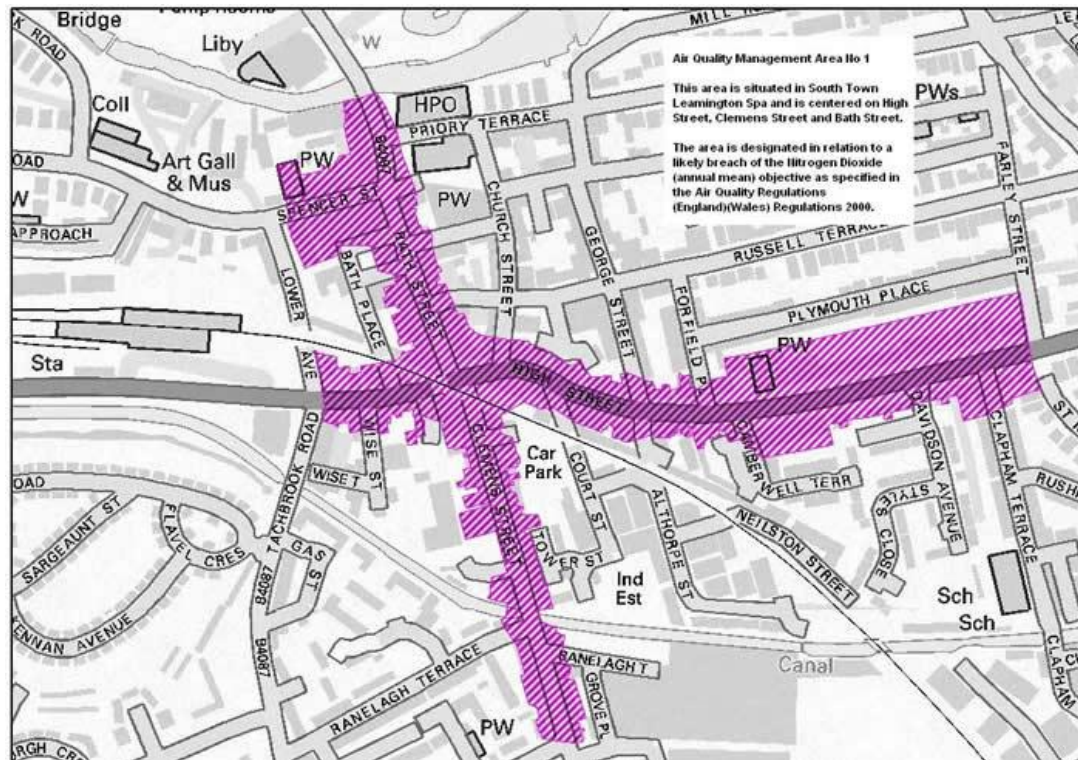 Bridge
Liby
Coll
Art Gall
& Mus
HPO
PRIORY TERRACE
PW
PW
B4087
SPENCER ST
CHURCH STREET
APPROACH
LOWER
AVE
BATH PLACE
BATH STREET
GEORGE STREET
RUSSELL TERRACE
FORFIELD P
PLYMOUTH PLACE
FARLEY STREET
PWs
Air Quality Management Area No 1
This area is situated in South Town
Leamington Spa and is centered on High
Street, Clemens Street and Bath Street.
The area is designated in relation to a
likely breach of the Nitrogen Dioxide
(annual mean) objective as specified in
the Air Quality Regulations
(England)(Wales) Regulations 2000.
Sta
PW
HIGH STREET
WISE ST
WISE T
CLEMENS STREET
Car
Park
COURT ST
CAMBERWELL TERR
DAVIDSON AVENUE
CLAPHAM TERRACE
STYLES CLOSE
ALTHORPE ST
NEILSTON STREET
TACHBROOK ROAD
B4087
GAS ST
SARGEAUNT ST
FLAVEL CRES
TOWER ST
Ind
Est
Sch
Sch
Canal
B4087
RANELAGH TERRACE
RANELAGH T
GROVE PL
PW
CLAPHAM